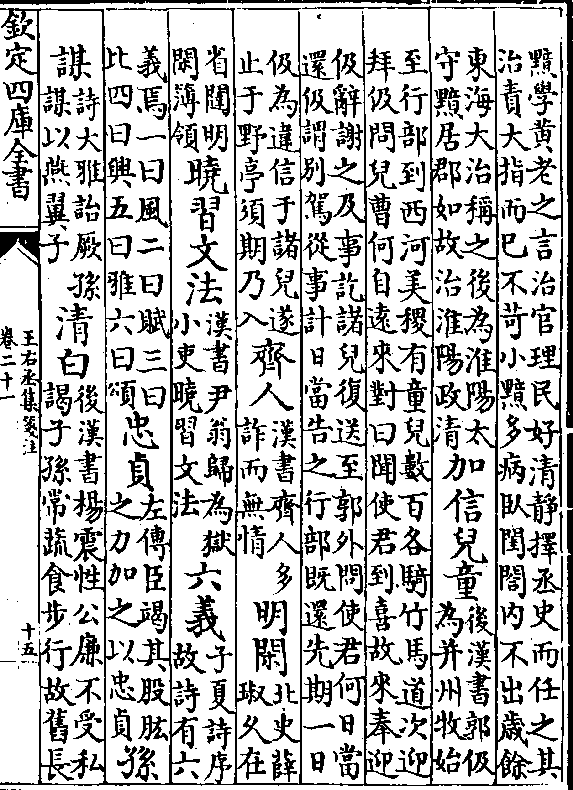 黯學黄老之言治官理民好清静擇丞史而任之其
治責大指而已不苛小黯多病卧閨閤内不出歳餘
東海大治稱之後為淮陽太
守黯居郡如故治淮陽政清
加信兒童
後漢書郭伋
為并州牧始
至行部到西河美稷有童兒數百各騎竹馬道次迎
拜伋問兒曹何自遠來對曰聞使君到喜故來奉迎
伋辭謝之及事訖諸兒復送至郭外問使君何日當
還伋謂别駕從事計日當告之行部既還先期一日
伋為違信于諸兒遂
止于野亭須期乃入
齊人
漢書齊人多
詐而無情
明閑
北史薛
琡久在
省闥明
閑簿領
曉習文法
漢書尹翁歸為獄
小吏曉習文法
六義
子夏詩序
故詩有六
義焉一曰風二曰賦三曰
比四曰興五曰雅六曰頌
忠貞
左傳臣竭其股肱
之力加之以忠貞
孫
謀
詩大雅詒厥孫
謀以燕翼子
清白
後漢書楊震性公廉不受私
謁子孫常蔬食步行故舊長
欽定四庫全書
王右丞集箋注
卷二十一
十五